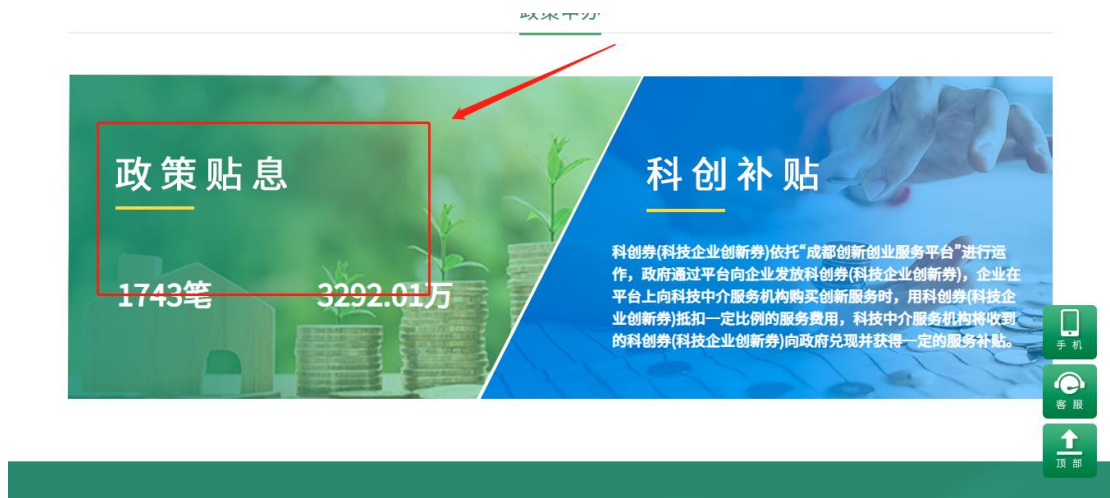 政策申办
政策贴息
1743笔 3292.01万
科创补贴
科创券(科技企业创新券)依托“成都创新创业服务平台”进行运
作，政府通过平台向企业发放科创券(科技企业创新券)，企业在
平台上向科技中介服务机构购买创新服务时，用科创券(科技企
业创新券)抵扣一定比例的服务费用，科技中介服务机构将收到
的科创券(科技企业创新券)向政府兑现并获得一定的服务补贴。
手机
客服
顶部